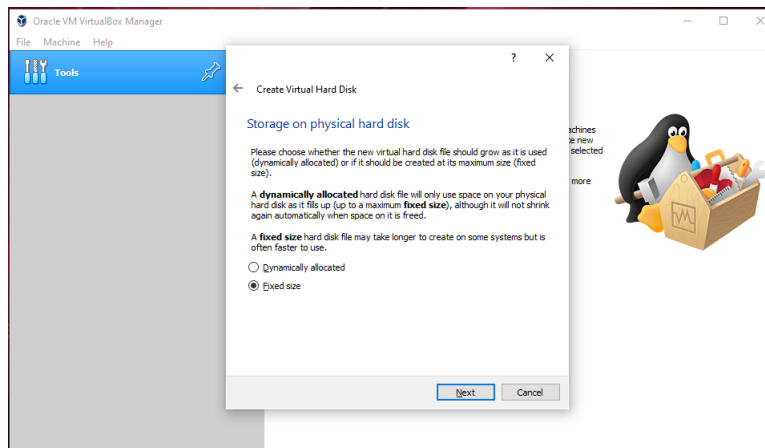 Oracle VM VirtualBox Manager
File Machine Help
Tools
?
Create Virtual Hard Disk
Storage on physical hard disk
Please choose whether the new virtual hard disk file should grow as it is used
(dynamically allocated) or if it should be created at its maximum size (fixed
size).
A dynamically allocated hard disk file will only use space on your physical
hard disk as it fills up (up to a maximum fixed size), although it will not shrink
again automatically when space on it is freed.
A fixed size hard disk file may take longer to create on some systems but is
often faster to use.
Dynamically allocated
Fixed size
Next Cancel
new
selected
more